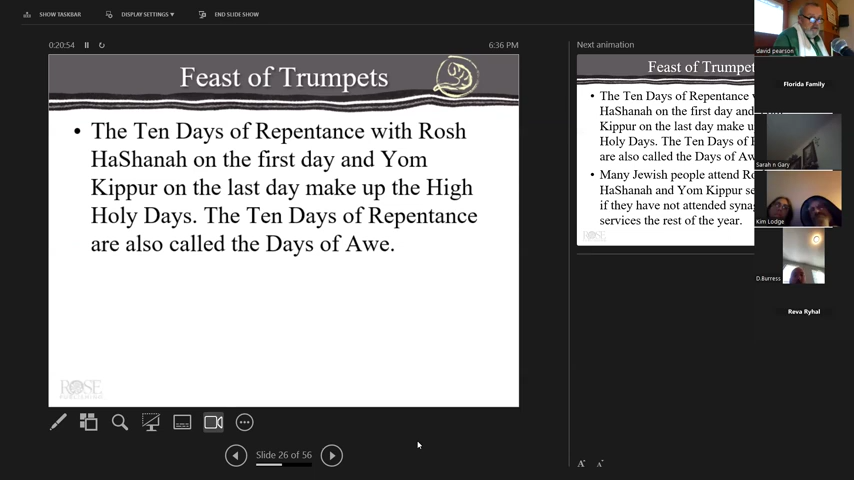 SHOW TASKBAR
DISPLAY SETTINGS
END SLIDE SHOW
0:20:54
6:36 PM
Feast of Trumpets
• The Ten Days of Repentance with Rosh
HaShanah on the first day and Yom
Kippur on the last day make up the High
Holy Days. The Ten Days of Repentance
are also called the Days of Awe.
ROSE
Slide 26 of 56
Next animation
Feast of Trumpet
• The Ten Days of Repentance
HaShanah on the first day and
Kippur on the last day make u
Holy Days. The Ten Days of
are also called the Days of Aw
• Many Jewish people attend Ro
HaShanah and Yom Kippur se
if they have not attended syna
services the rest of the year.
ROSE
A A
david pearson
Florida Family
Sarah n Gary
Kim Lodge
D.Burress
Reva Ryhal